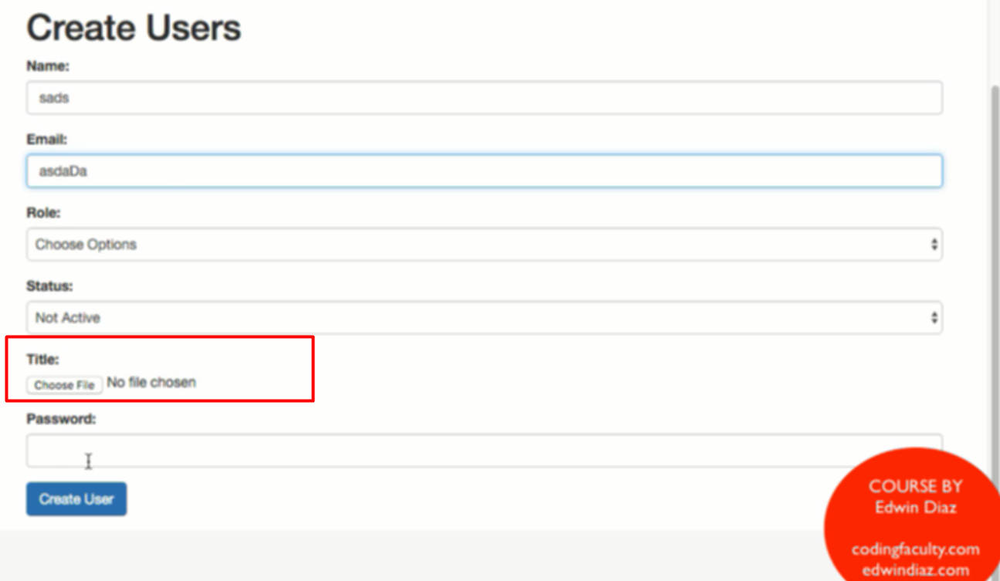 Create Users
Name:
sads
Email:
asdaDa
Role:
Choose Options
Status:
Not Active
Title:
Choose File No file chosen
Password:
Create User
COURSE BY
Edwin Diaz
codingfaculty.com
edwindiaz.com